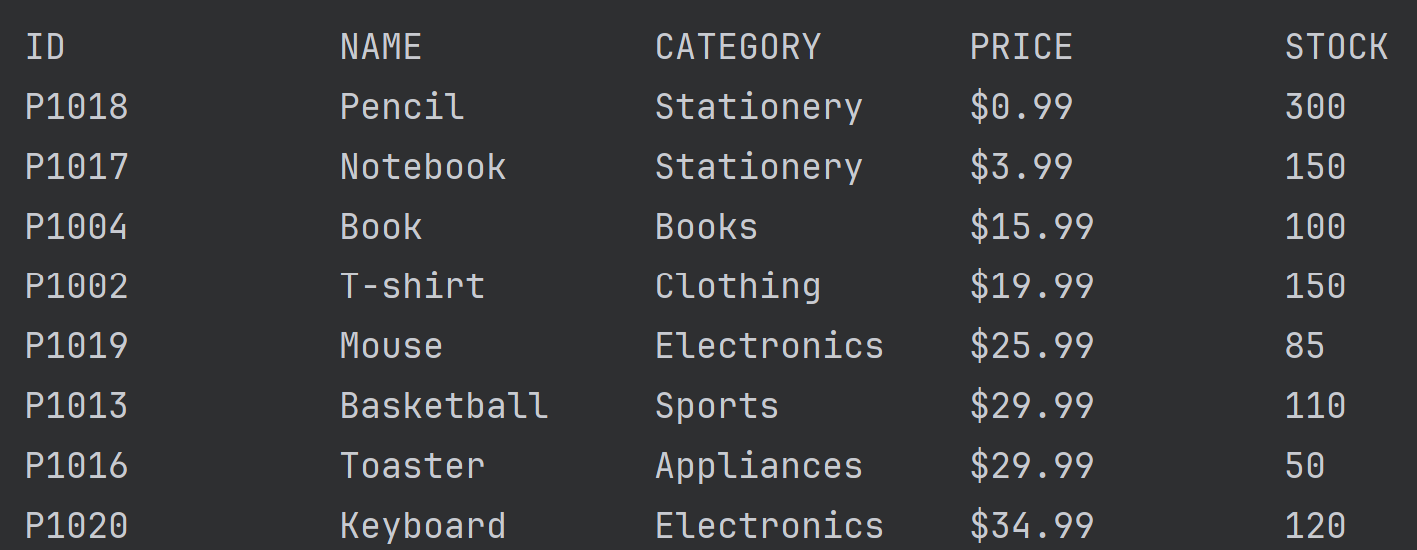 ID NAME CATEGORY PRICE STOCK
P1018 Pencil Stationery $0.99 300
P1017 Notebook Stationery $3.99 150
P1004 Book Books $15.99 100
P1002 T-shirt Clothing $19.99 150
P1019 Mouse Electronics $25.99 85
P1013 Basketball Sports $29.99 110
P1016 Toaster Appliances $29.99 50
P1020 Keyboard Electronics $34.99 120